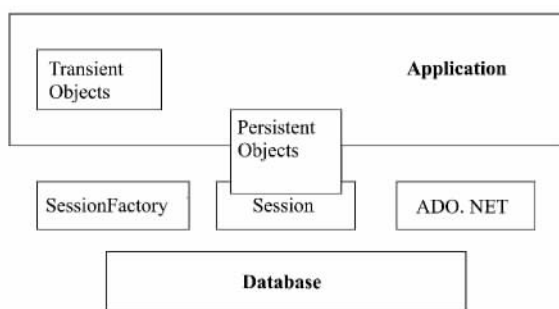 Transient
Objects
Application
Persistent
Objects
SessionFactory
Session
ADO. NET
Database